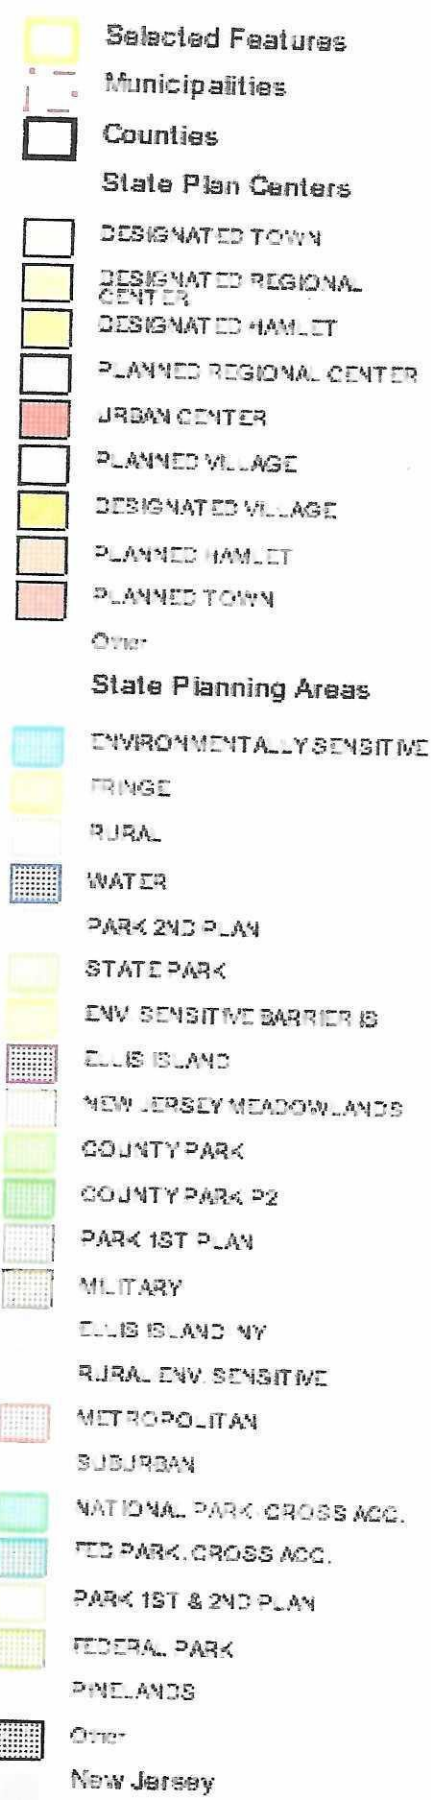 Selected Features
Municipalities
Counties
State Plan Centers
DESIGNATED TOWN
DESIGNATED REGIONAL
CENTER
DESIGNATED HAMLET
PLANNED REGIONAL CENTER
URBAN CENTER
PLANNED VILLAGE
DESIGNATED VILLAGE
PLANNED HAMLET
PLANNED TOWN
Other
State Planning Areas
ENVIRONMENTALLY SENSITIVE
FRINGE
RURAL
WATER
PARK 2ND PLAN
STATE PARK
ENV. SENSITIVE BARRIER IS
ELLIS ISLAND
NEW JERSEY MEADOWLANDS
COUNTY PARK
COUNTY PARK P2
PARK 1ST PLAN
MILITARY
ELLIS ISLAND NY
RURAL ENV. SENSITIVE
METROPOLITAN
SUBURBAN
NATIONAL PARK, CROSS ACC.
FED PARK, CROSS ACC.
PARK 1ST & 2ND PLAN
FEDERAL PARK
PINELANDS
Other
New Jersey